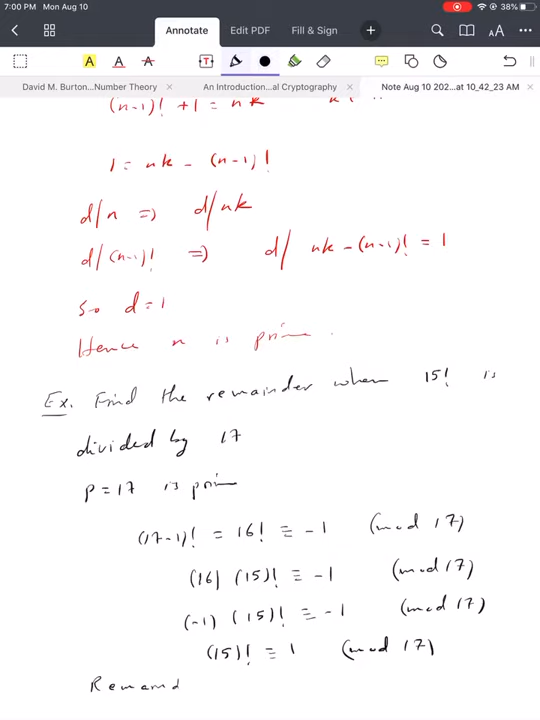 7:00 PM Mon Aug 10
38%
Annotate Edit PDF Fill & Sign
David M. Burton...Number Theory × An Introduction...al Cryptography × Note Aug 10 202...at 10_42_23 AM ×
(n-1)! + 1 = nk
1 = nk - (n-1)!
d/n => d/nk
d/(n-1)! => d/ nk-(n-1)! = 1
So d=1
Hence n is prime.
Ex. Find the remainder when 15! is
divided by 17
p=17 is prime
(17-1)! = 16! ≡ -1 (mod 17)
(16) (15)! ≡ -1 (mod 17)
(-1) (15)! ≡ -1 (mod 17)
(15)! ≡ 1 (mod 17)
Remaind